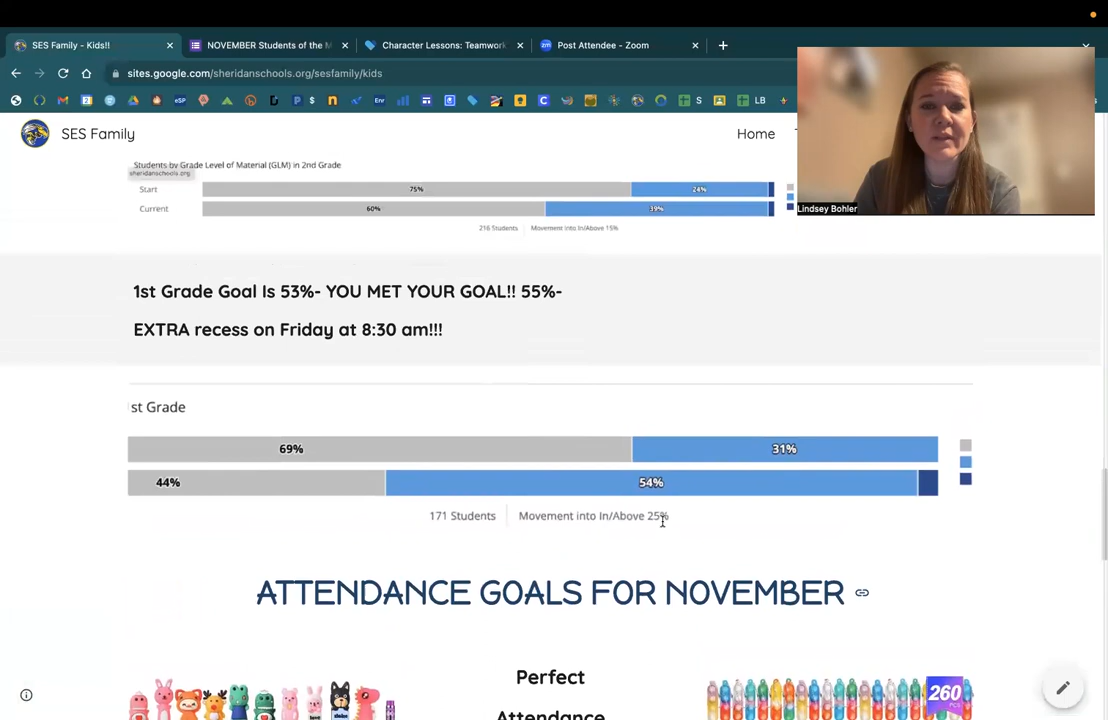 SES Family - Kids!!
NOVEMBER Students of the M
Character Lessons: Teamwork
Post Attendee - Zoom
sites.google.com/sheridanschools.org/sesfamily/kids
eSP
P
$
n
Enr
C
S
LB
SES Family
Home
Lindsey Bohler
Students by Grade Level of Material (GLM) in 2nd Grade
sheridanschools.org
Start
75%
24%
Current
60%
39%
216 Students
Movement into In/Above 15%
1st Grade Goal Is 53%- YOU MET YOUR GOAL!! 55%-
EXTRA recess on Friday at 8:30 am!!!
st Grade
69%
31%
44%
54%
171 Students
Movement into In/Above 25%
ATTENDANCE GOALS FOR NOVEMBER
Perfect
Attendance
260
PCS